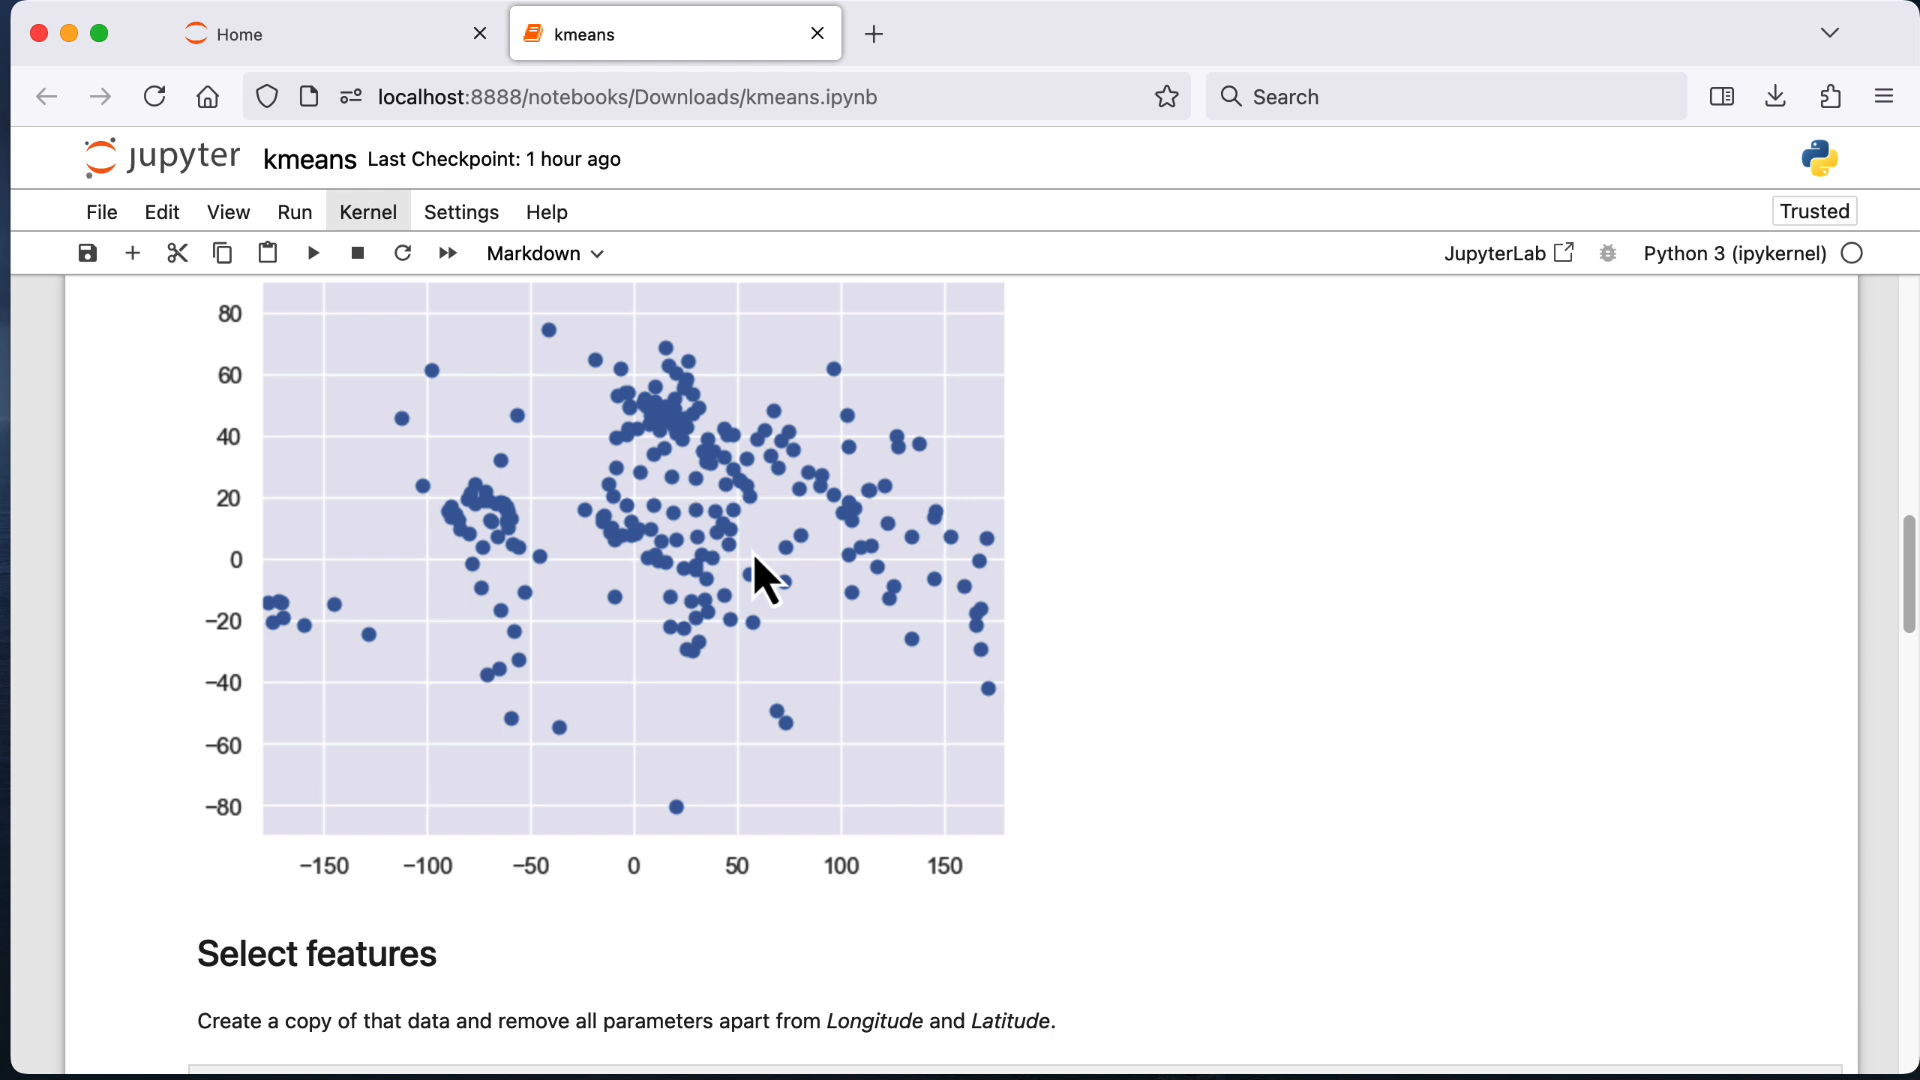 Home
kmeans
localhost:8888/notebooks/Downloads/kmeans.ipynb
Search
jupyter kmeans Last Checkpoint: 1 hour ago
File Edit View Run Kernel Settings Help
Trusted
Markdown
JupyterLab
Python 3 (ipykernel)
80
60
40
20
0
−20
−40
−60
−80
−150 −100 −50 0 50 100 150
Select features
Create a copy of that data and remove all parameters apart from Longitude and Latitude.